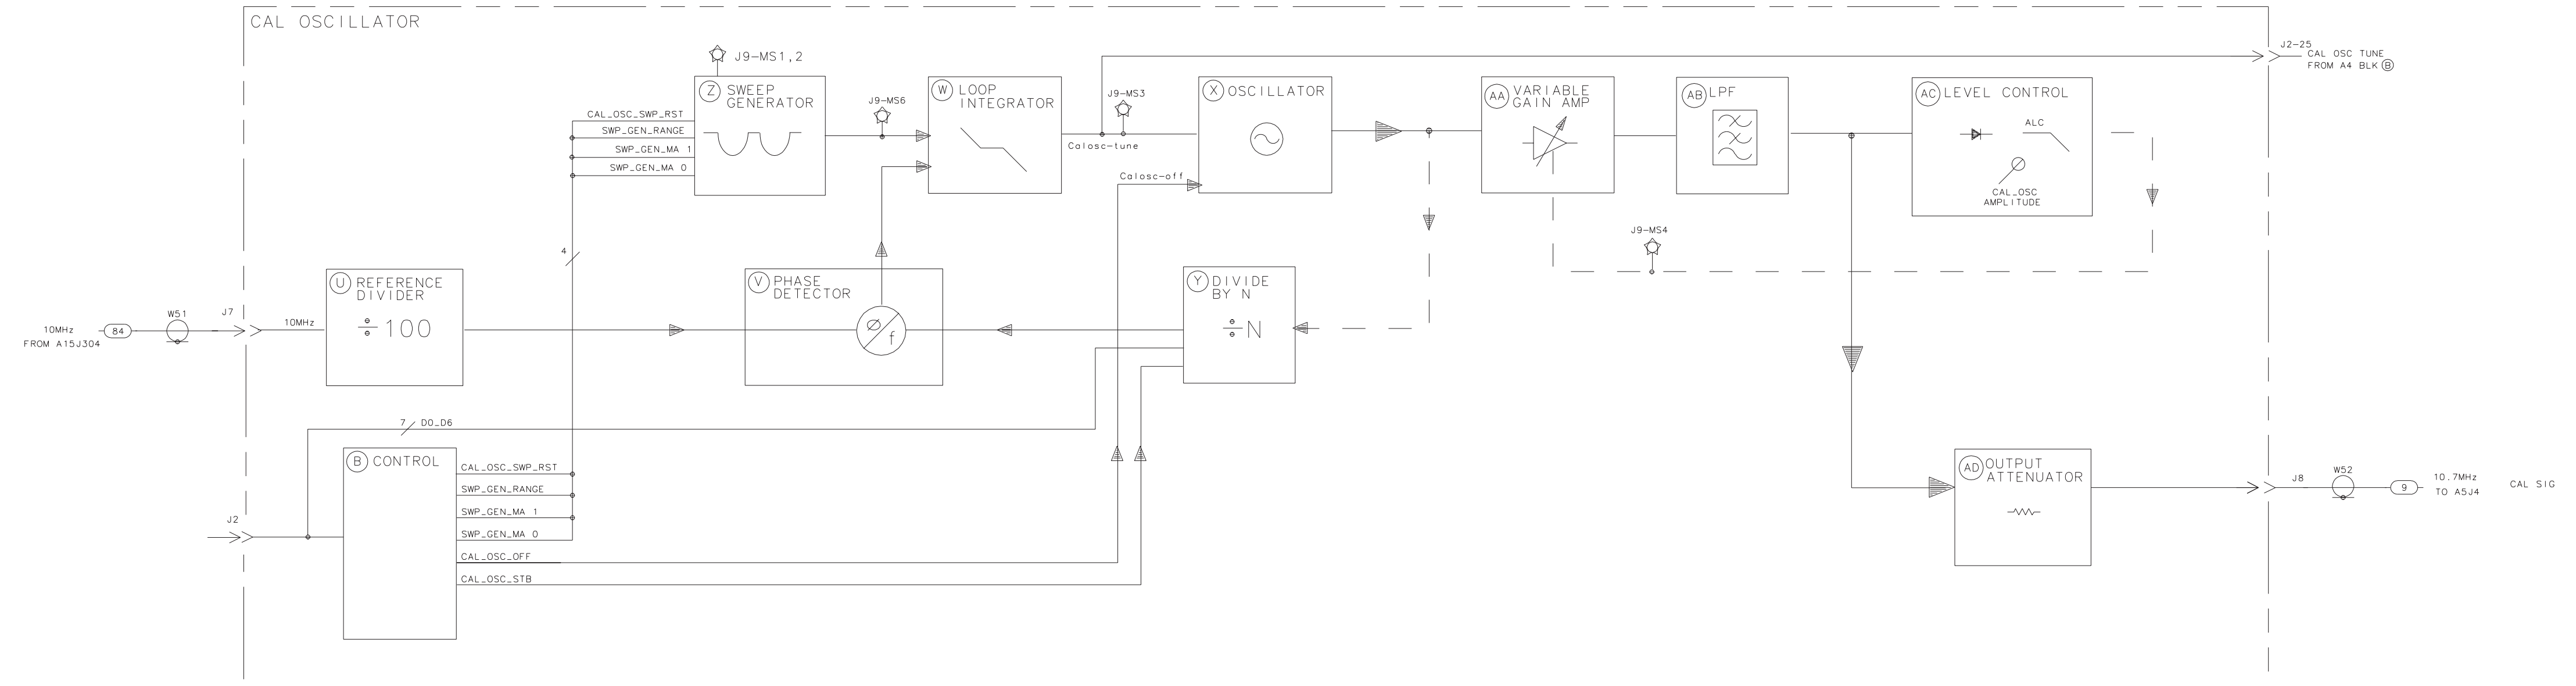 CAL OSCILLATOR
J9-MS1,2
J2-25
CAL OSC TUNE
FROM A4 BLK B
Z SWEEP
GENERATOR
CAL_OSC_SWP_RST
SWP_GEN_RANGE
SWP_GEN_MA 1
SWP_GEN_MA 0
J9-MS6
W LOOP
INTEGRATOR
J9-MS3
Calosc-tune
X OSCILLATOR
Calosc-off
AA VARIABLE
GAIN AMP
AB LPF
AC LEVEL CONTROL
ALC
CAL_OSC
AMPLITUDE
J9-MS4
4
U REFERENCE
DIVIDER
÷100
V PHASE
DETECTOR
Ø/f
Y DIVIDE
BY N
÷N
10MHz
FROM A15J304
84
W51
J7
10MHz
7 DO_D6
B CONTROL
CAL_OSC_SWP_RST
SWP_GEN_RANGE
SWP_GEN_MA 1
SWP_GEN_MA 0
CAL_OSC_OFF
CAL_OSC_STB
J2
AD OUTPUT
ATTENUATOR
J8
W52
9
10.7MHz
TO A5J4
CAL SIG